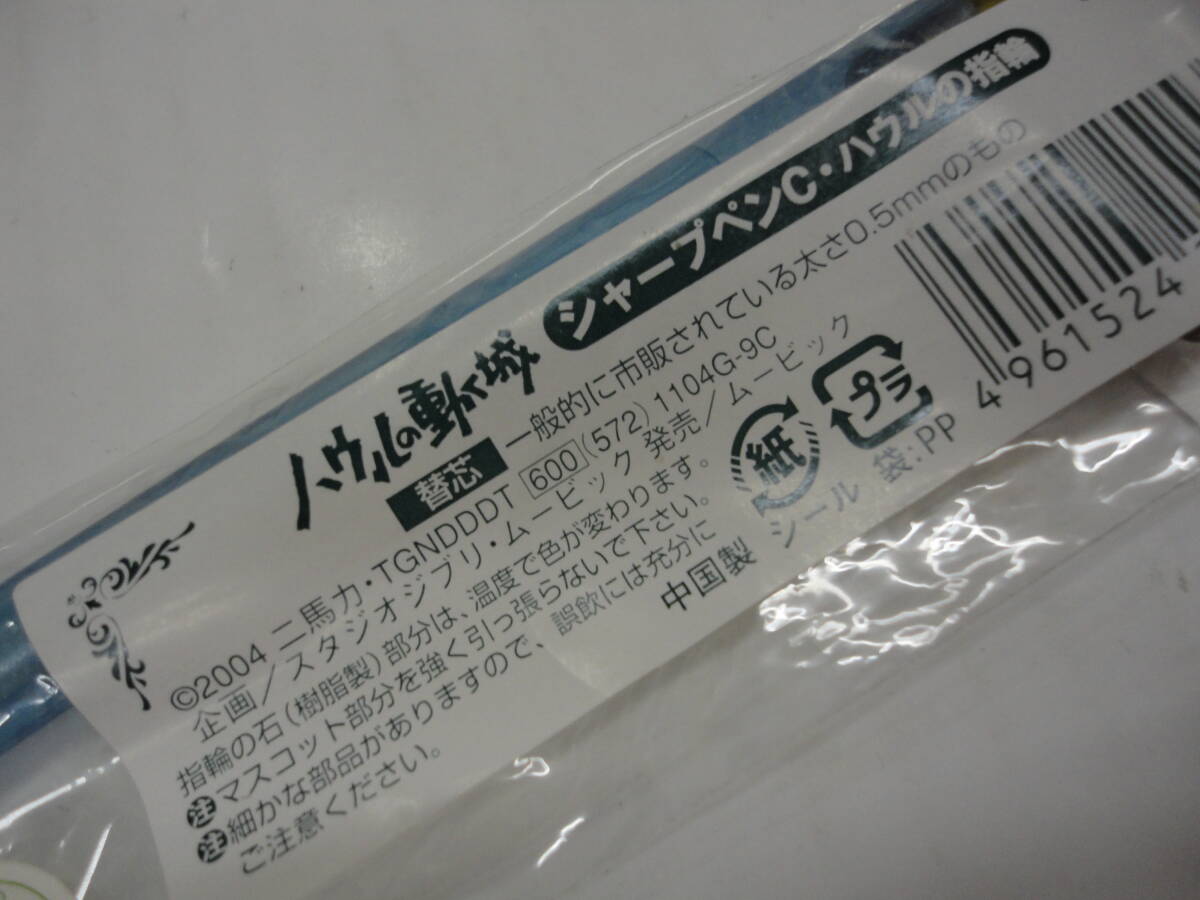 ハウルの動く城 シャープペンC・ハウルの指輪
替芯 一般的に市販されている太さ0.5mmのもの
©2004 二馬力・TGNDDDT 600(572)1104G-9C
企画/スタジオジブリ・ムービック 発売/ムービック
指輪の石(樹脂製)部分は、温度で色が変わります。
注マスコット部分を強く引っ張らないで下さい。
注細かな部品がありますので、誤飲には充分に
ご注意ください。
中国製
紙
シール
プラ
袋:PP
4 961524